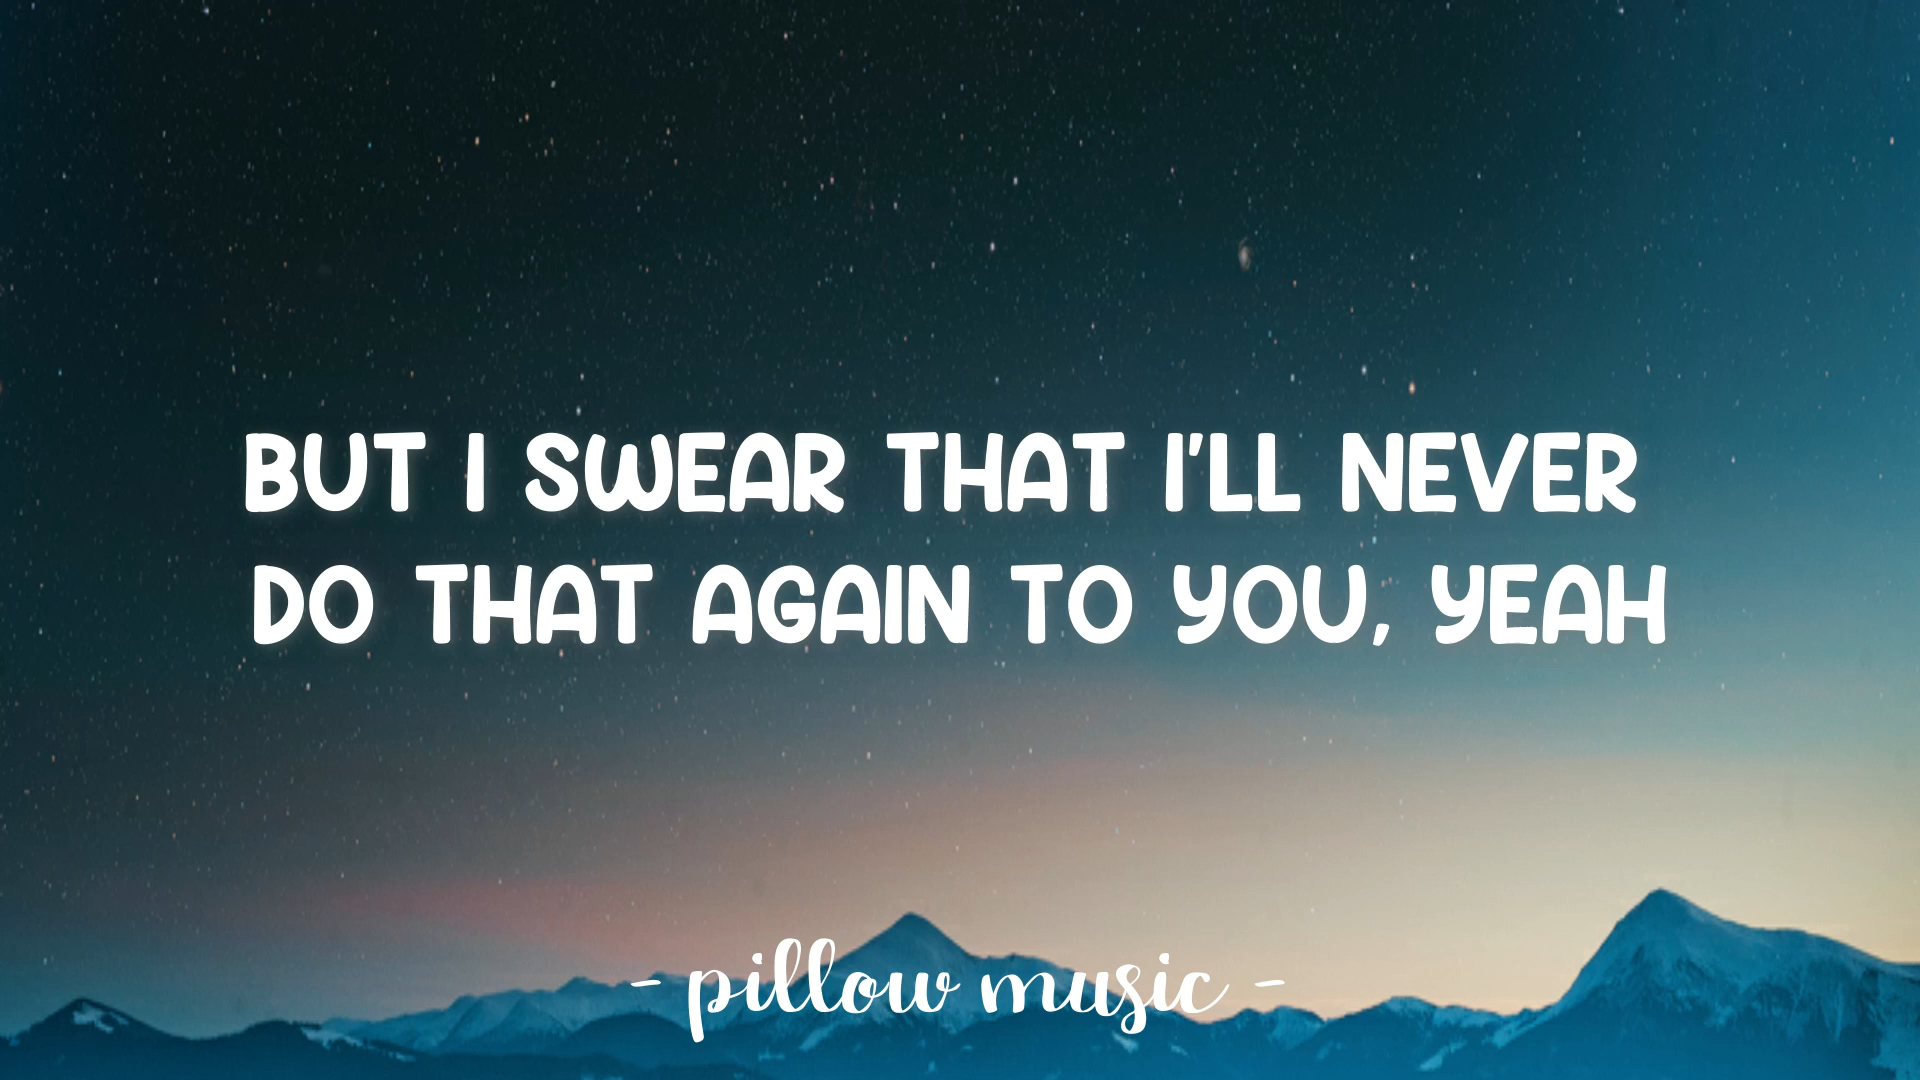 BUT I SWEAR THAT I'LL NEVER
DO THAT AGAIN TO YOU, YEAH
- pillow music -